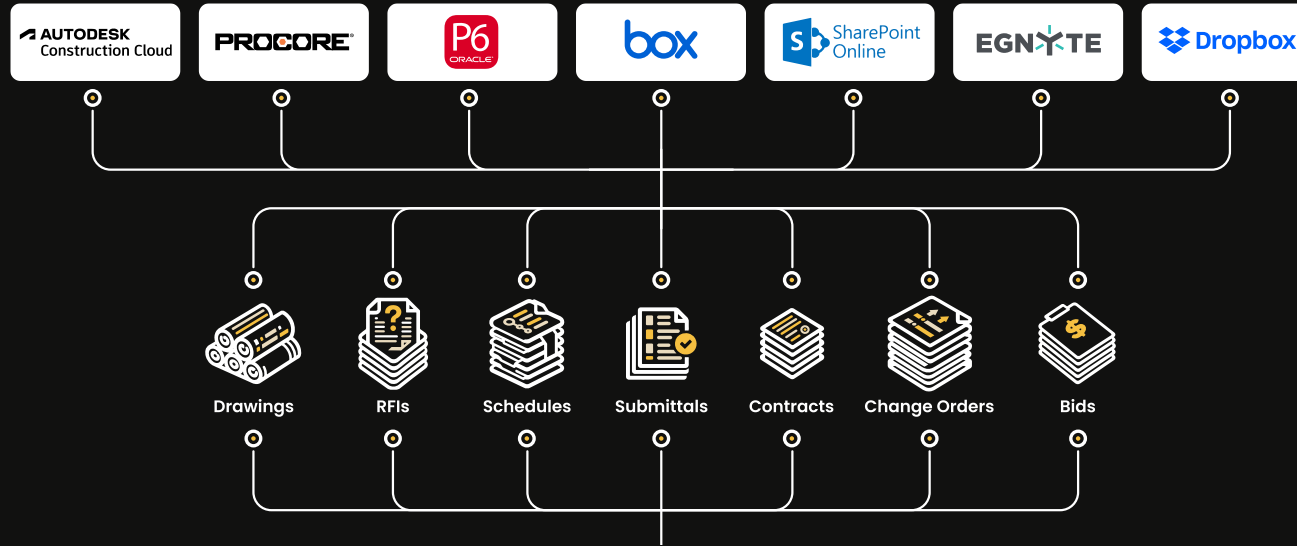 AUTODESK
Construction Cloud
PROCORE®
P6
ORACLE®
box
S
SharePoint
Online
EGNYTE
Dropbox
?
$
Drawings
RFIs
Schedules
Submittals
Contracts
Change Orders
Bids